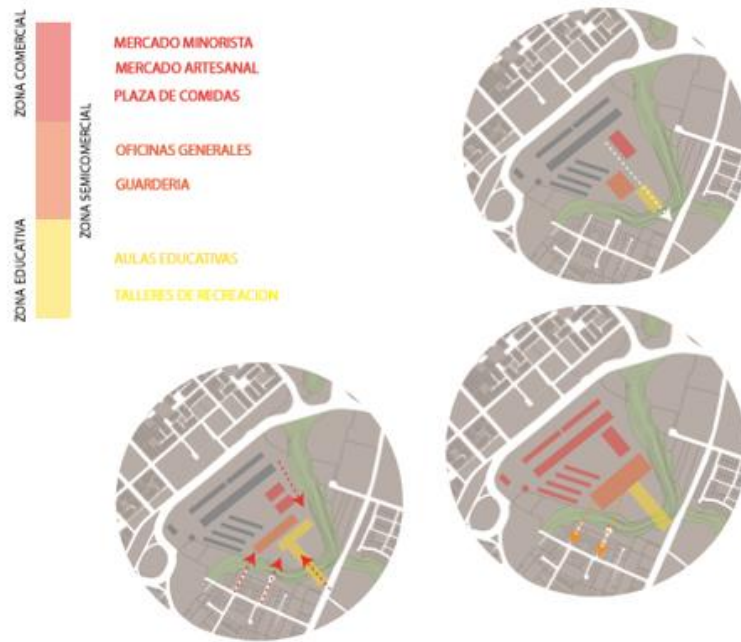 ZONA COMERCIAL
ZONA SEMICOMERCIAL
ZONA EDUCATIVA
MERCADO MINORISTA
MERCADO ARTESANAL
PLAZA DE COMIDAS
OFICINAS GENERALES
GUARDERIA
AULAS EDUCATIVAS
TALLERES DE RECREACION